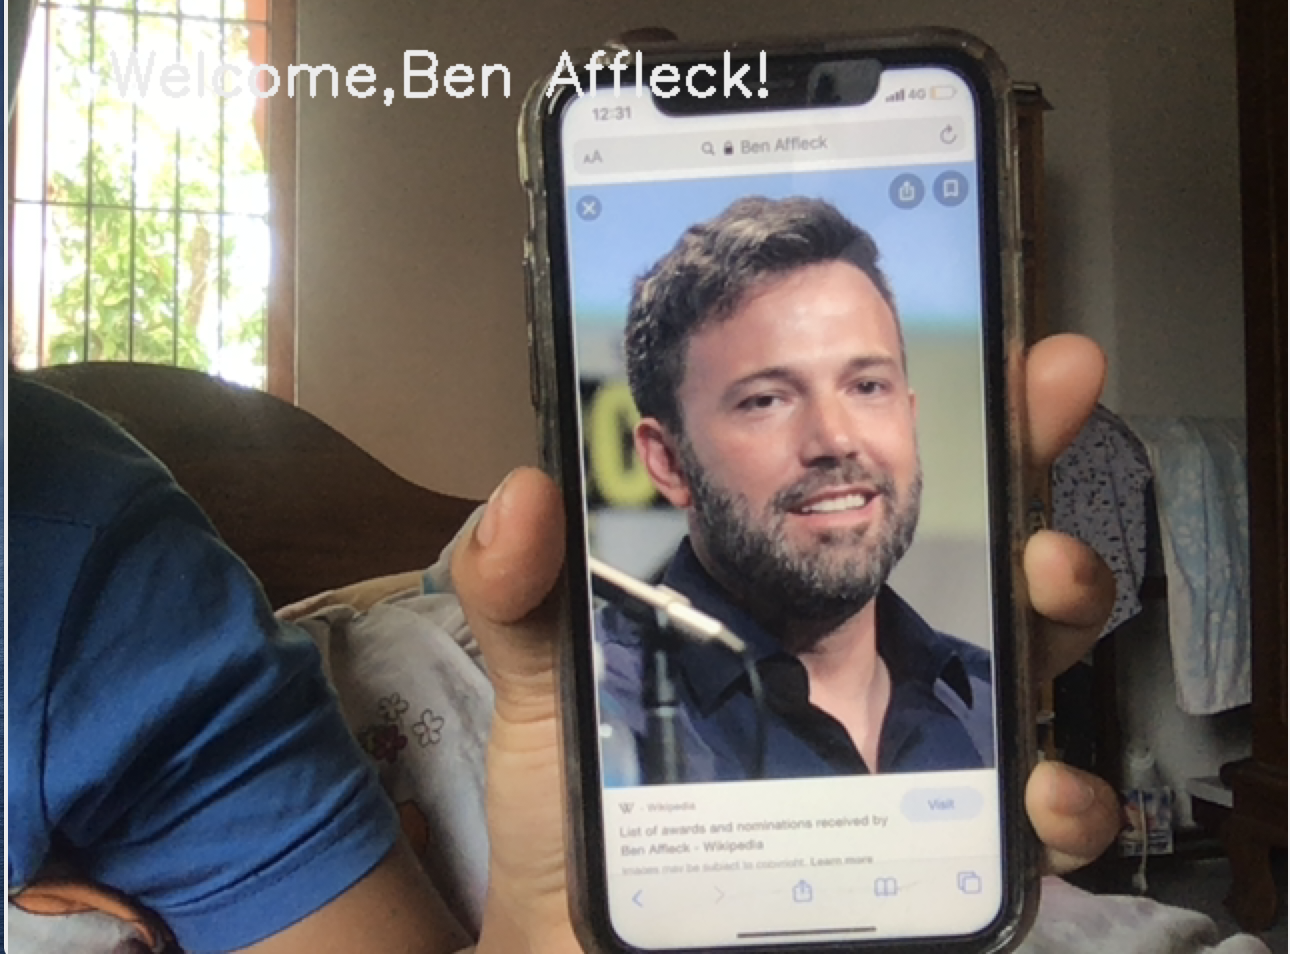 Welcome,Ben Affleck!
12:31 4G
AA Ben Affleck
W - Wikipedia
Visit
List of awards and nominations received by
Ben Affleck - Wikipedia
Images may be subject to copyright. Learn more